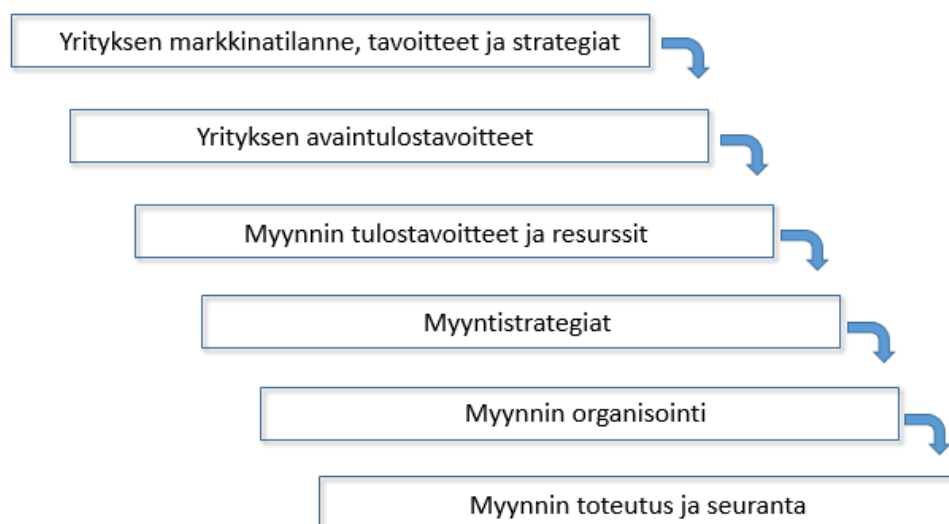 Yrityksen markkinatilanne, tavoitteet ja strategiat
Yrityksen avaintulostavoitteet
Myynnin tulostavoitteet ja resurssit
Myyntistrategiat
Myynnin organisointi
Myynnin toteutus ja seuranta